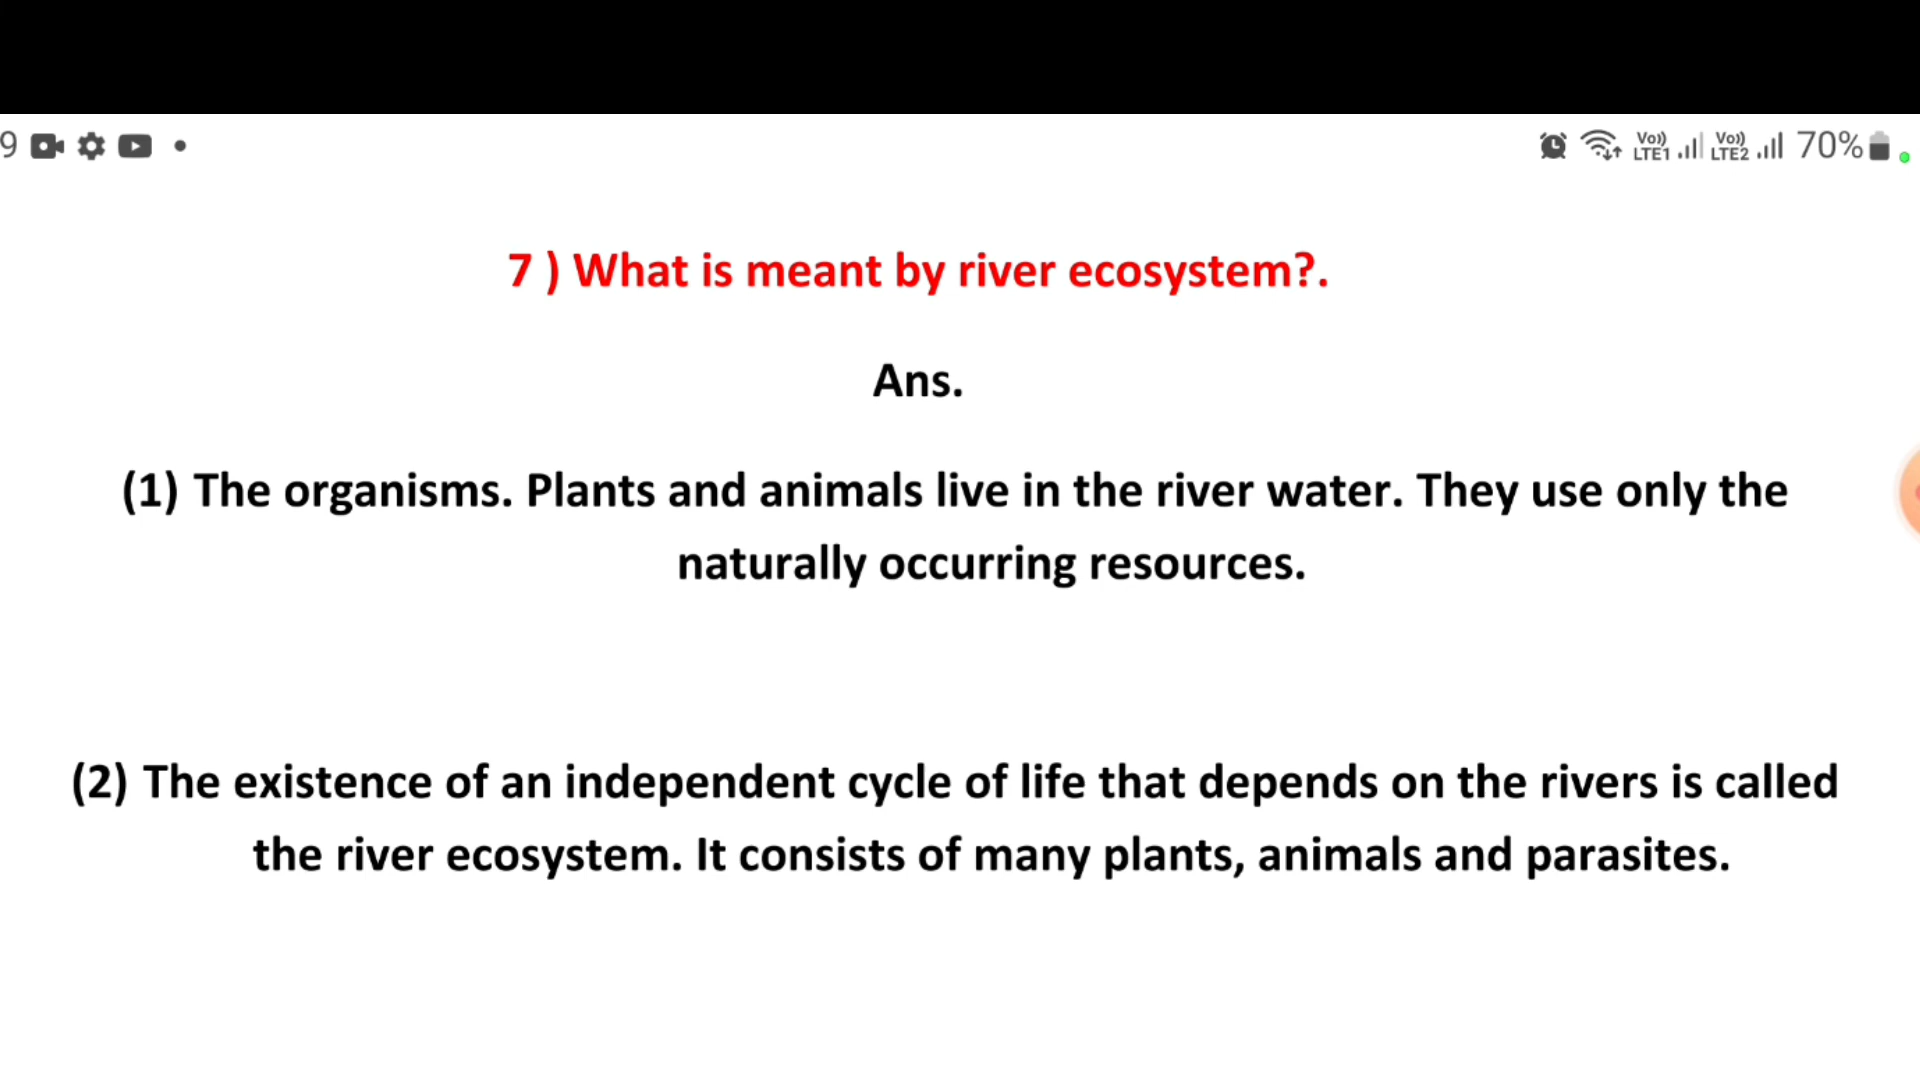 9
Vo)) LTE1 Vo)) LTE2 70%
7 ) What is meant by river ecosystem?.
Ans.
(1) The organisms. Plants and animals live in the river water. They use only the
naturally occurring resources.
(2) The existence of an independent cycle of life that depends on the rivers is called
the river ecosystem. It consists of many plants, animals and parasites.